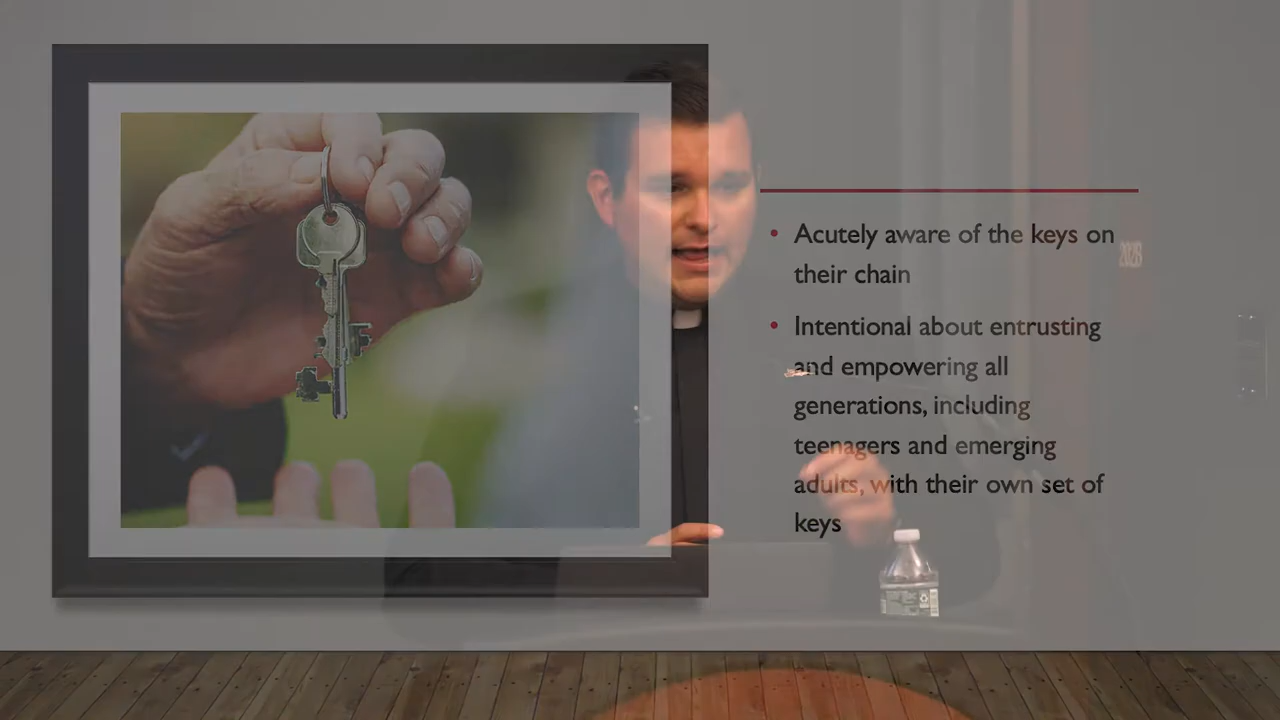 Acutely aware of the keys on
their chain
Intentional about entrusting
and empowering all
generations, including
teenagers and emerging
adults, with their own set of
keys
2026